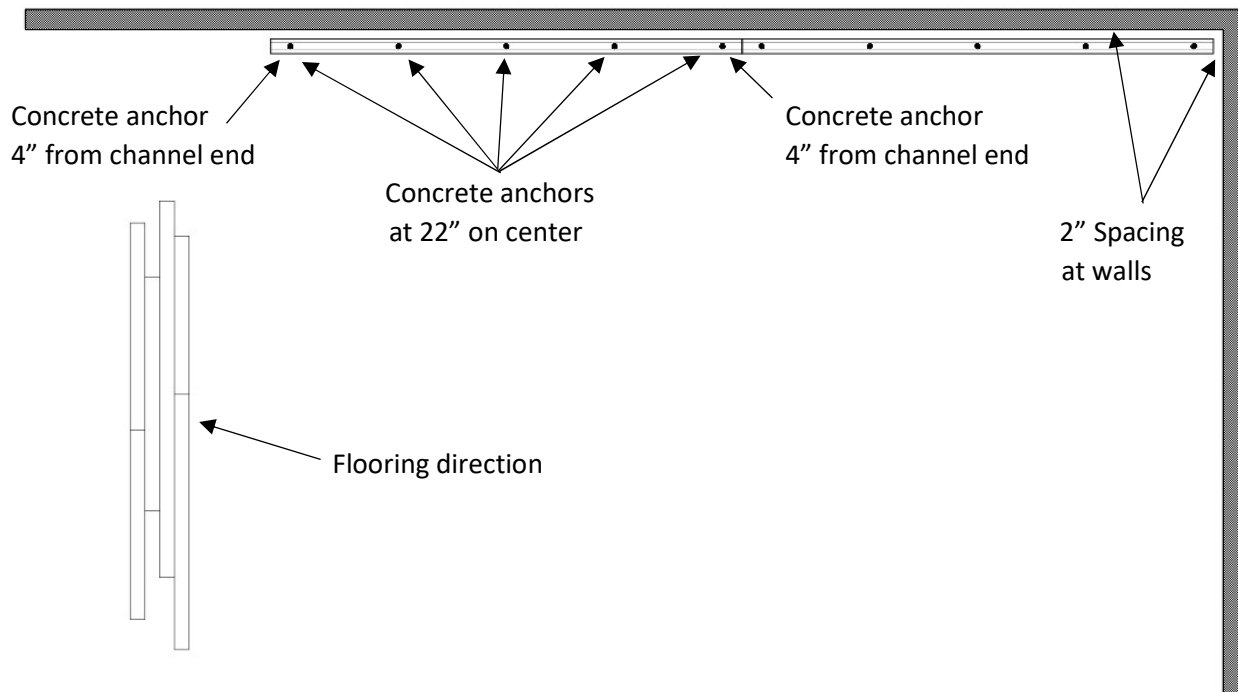 Concrete anchor
4” from channel end
Concrete anchors
at 22” on center
Concrete anchor
4” from channel end
2” Spacing
at walls
Flooring direction